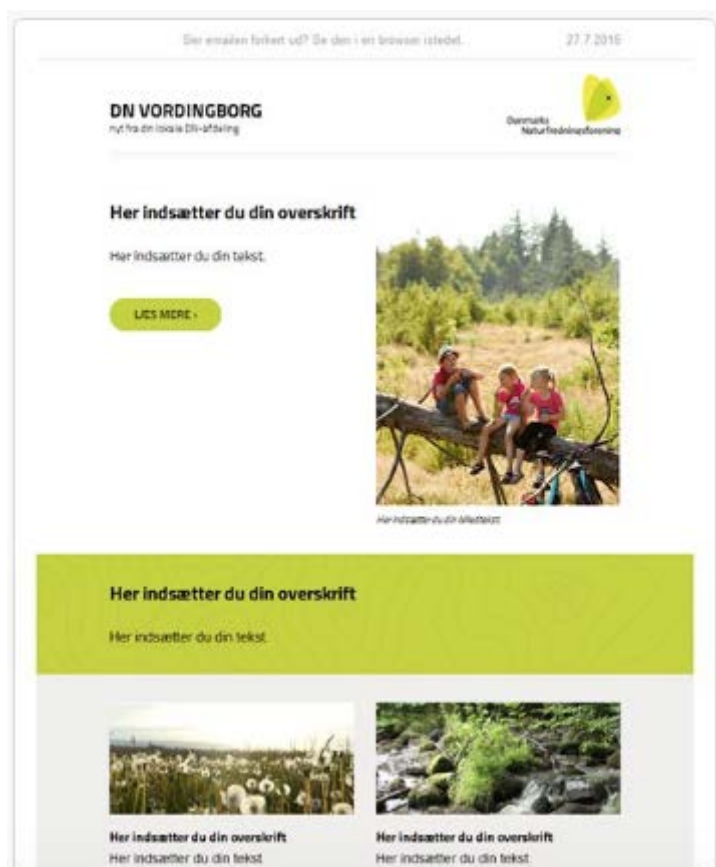 Ser emailen forkert ud? Se den i en browser istedet.
27.7.2016
DN VORDINGBORG
nyt fra din lokale DN-afdeling
Danmarks
Naturfredningsforening
Her indsætter du din overskrift
Her indsætter du din tekst.
LÆS MERE ›
Her indsætter du din billedtekst
Her indsætter du din overskrift
Her indsætter du din tekst
Her indsætter du din overskrift
Her indsætter du din tekst
Her indsætter du din overskrift
Her indsætter du din tekst